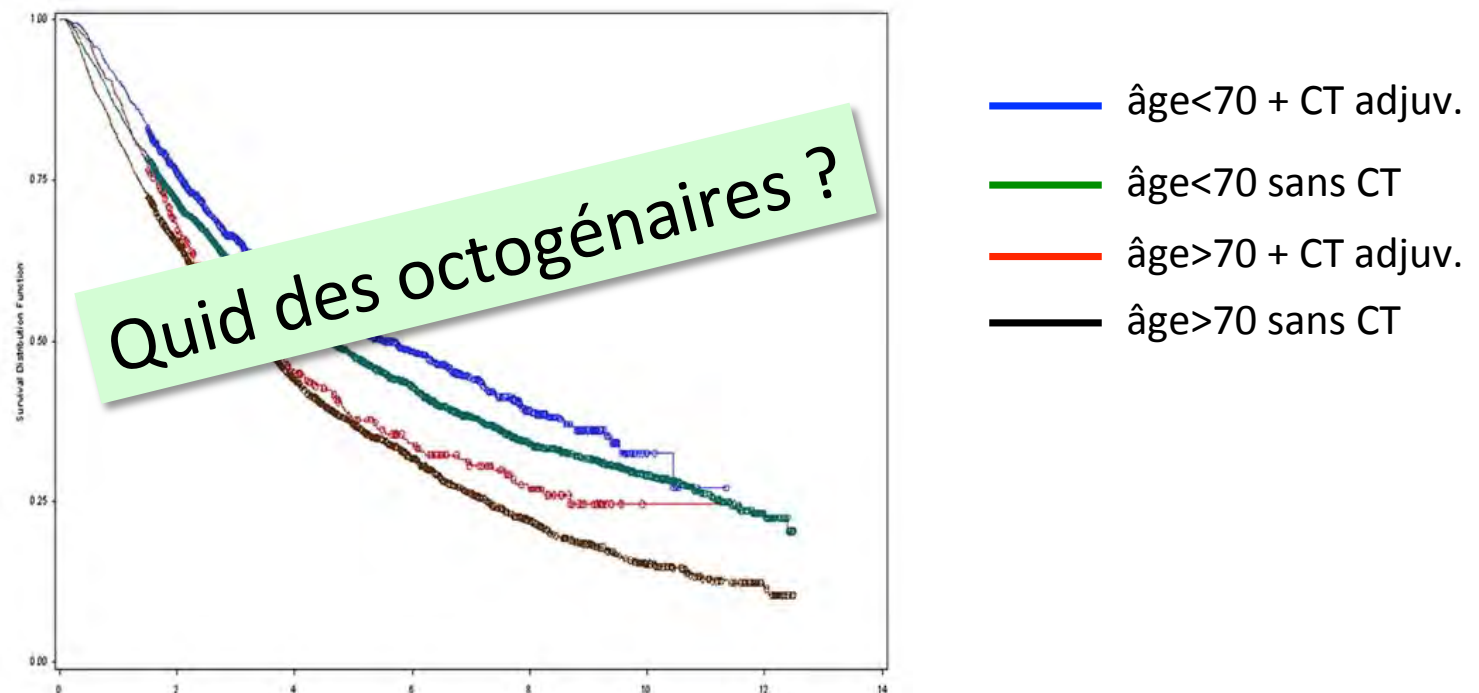 1.00
0.75
0.50
0.25
0.00
Survival Distribution Function
0 2 4 6 8 10 12 14
Quid des octogénaires ?
âge<70 + CT adjuv.
âge<70 sans CT
âge>70 + CT adjuv.
âge>70 sans CT